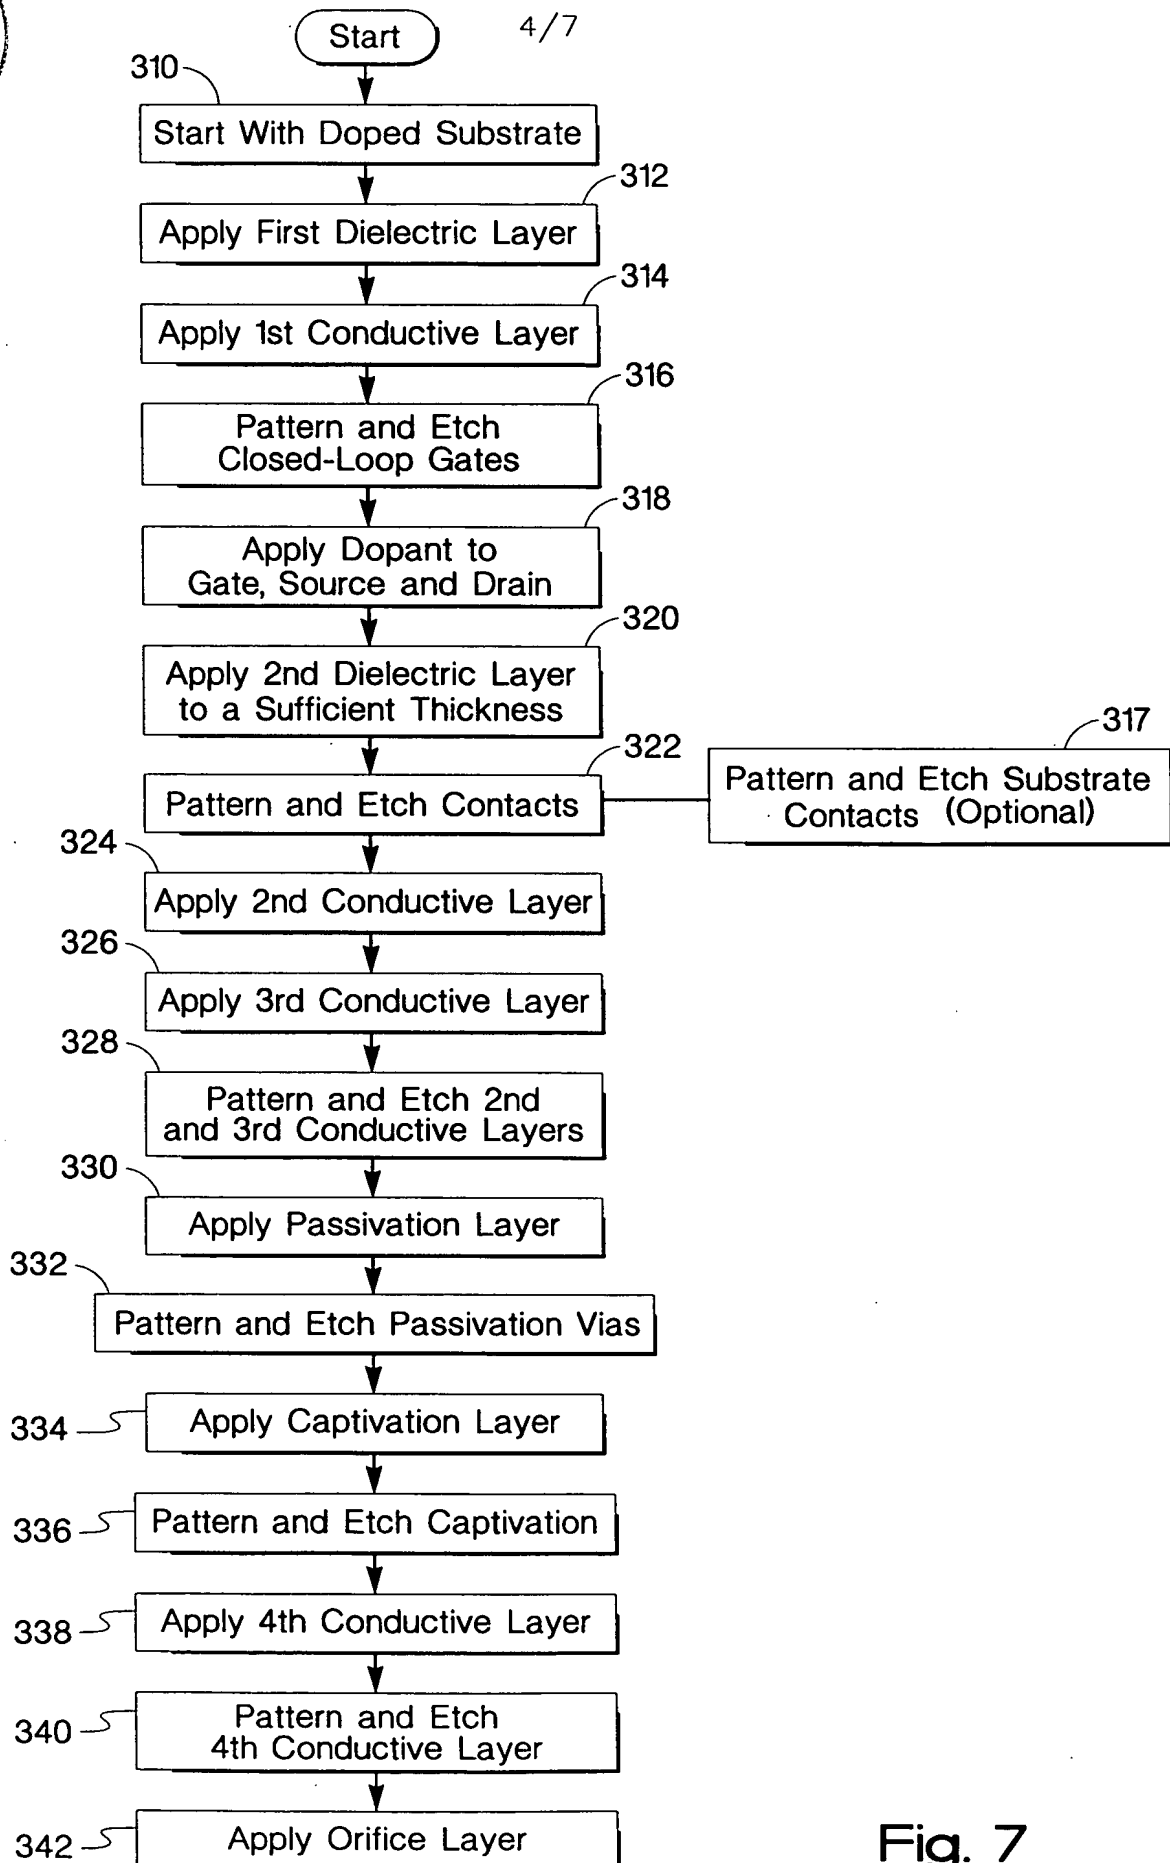 4/7
Start
310
Start With Doped Substrate
312
Apply First Dielectric Layer
314
Apply 1st Conductive Layer
316
Pattern and Etch
Closed-Loop Gates
318
Apply Dopant to
Gate, Source and Drain
320
Apply 2nd Dielectric Layer
to a Sufficient Thickness
322
Pattern and Etch Contacts
317
Pattern and Etch Substrate
Contacts (Optional)
324
Apply 2nd Conductive Layer
326
Apply 3rd Conductive Layer
328
Pattern and Etch 2nd
and 3rd Conductive Layers
330
Apply Passivation Layer
332
Pattern and Etch Passivation Vias
334
Apply Captivation Layer
336
Pattern and Etch Captivation
338
Apply 4th Conductive Layer
340
Pattern and Etch
4th Conductive Layer
342
Apply Orifice Layer
Fig. 7